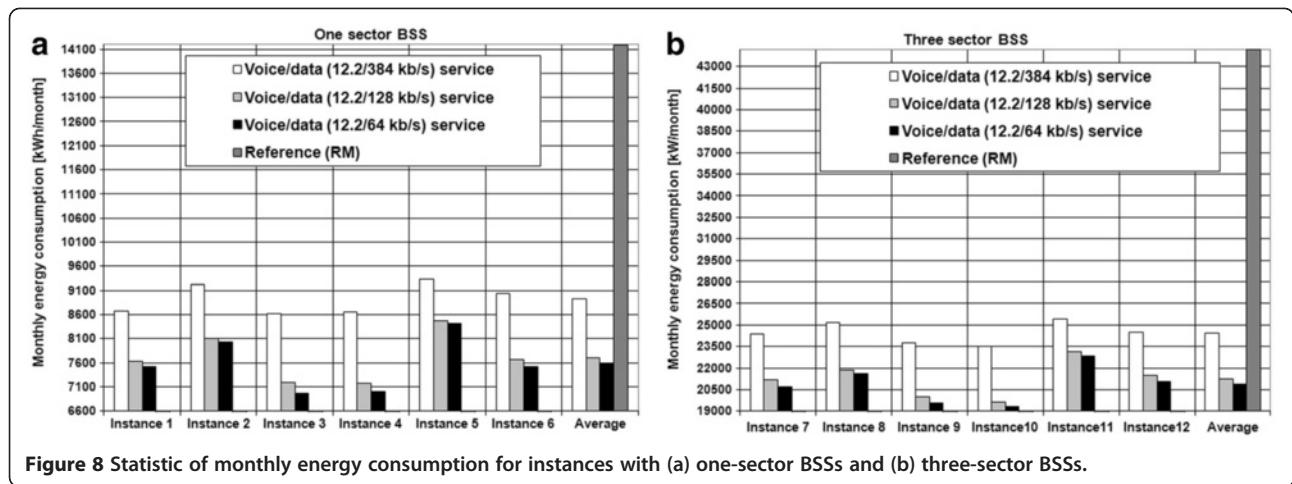 a
One sector BSS
Monthly energy consumption [kW/h/month]
14100
13600
13100
12600
12100
11600
11100
10600
10100
9600
9100
8600
8100
7600
7100
6600
Voice/data (12.2/384 kb/s) service
Voice/data (12.2/128 kb/s) service
Voice/data (12.2/64 kb/s) service
Reference (RM)
Instance 1 Instance 2 Instance 3 Instance 4 Instance 5 Instance 6 Average
b
Three sector BSS
Monthly energy consumption [kW/month]
43000
41500
40000
38500
37000
35500
34000
32500
31000
29500
28000
26500
25000
23500
22000
20500
19000
Voice/data (12.2/384 kb/s) service
Voice/data (12.2/128 kb/s) service
Voice/data (12.2/64 kb/s) service
Reference (RM)
Instance 7 Instance 8 Instance 9 Instance10 Instance11 Instance12 Average
Figure 8 Statistic of monthly energy consumption for instances with (a) one-sector BSSs and (b) three-sector BSSs.